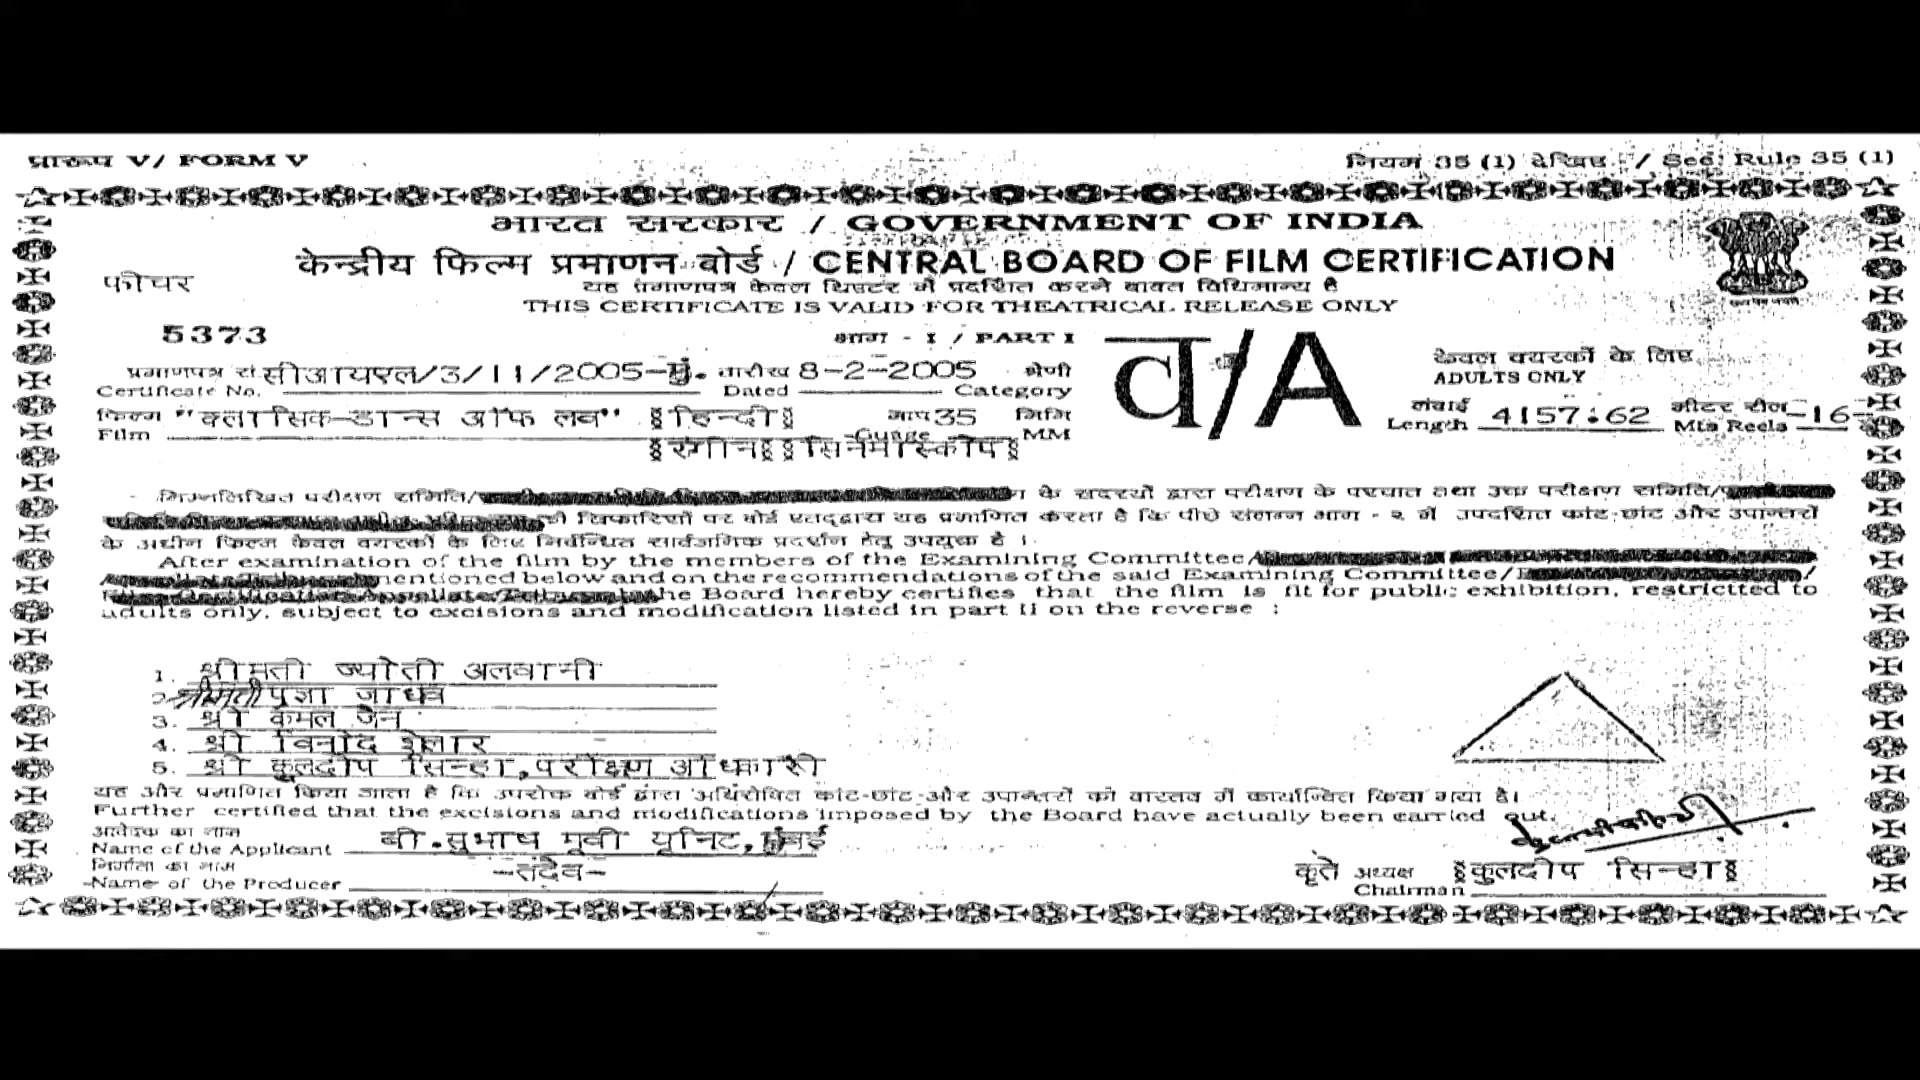 प्रारूप V/ FORM V
नियम 35 (1) देखिए / See Rule 35 (1)
भारत सरकार / GOVERNMENT OF INDIA
केन्द्रीय फिल्म प्रमाणन बोर्ड / CENTRAL BOARD OF FILM CERTIFICATION
फीचर
यह प्रमाणपत्र केवल थिएटर में प्रदर्शित करने बाबत विधिमान्य है
THIS CERTIFICATE IS VALID FOR THEATRICAL RELEASE ONLY
5373
भाग - I / PART I
व/A
केवल वयस्कों के लिए
ADULTS ONLY
प्रमाणपत्र सं सीआयएल/3/11/2005-मुं. तारीख 8-2-2005 श्रेणी
Certificate No. Dated Category
फिल्म "क्लासिक-डान्स ऑफ लव" §हिन्दी§ माप 35 मिमि
Film Guage MM
§रंगीन§ §सिनेमास्कोप§
लंबाई 4157.62 मीटर रील -16-
Length Mts Reels
निम्नलिखित परीक्षण समिति/ के सदस्यों द्वारा परीक्षण के पश्चात तथा उक्त परीक्षण समिति/
की सिफारिशों पर बोर्ड एतद्द्वारा यह प्रमाणित करता है कि पीछे संलग्न भाग - २ में उपदर्शित कांट-छांट और उपान्तरों
के अधीन फिल्म केवल वयस्कों के लिए निर्बन्धित सार्वजनिक प्रदर्शन हेतु उपयुक्त है ।
After examination of the film by the members of the Examining Committee/
mentioned below and on the recommendations of the said Examining Committee/
the Board hereby certifies that the film is fit for public exhibition, restrictted to
adults only, subject to excisions and modification listed in part II on the reverse :
1. श्रीमती ज्योती अलवानी
2. श्रीमती प्रज्ञा जाधव
3. श्री कमल जैन
4. श्री विनोद शेलार
5. श्री कुलदीप सिन्हा, परीक्षण अधिकारी
यह और प्रमाणित किया जाता है कि उपरोक्त बोर्ड द्वारा अधिरोपित कांट-छांट और उपान्तरों को वास्तव में कार्यान्वित किया गया है।
Further certified that the excisions and modifications imposed by the Board have actually been carried out.
आवेदक का नाम
Name of the Applicant बी.सुभाष मूवी यूनिट, मुंबई
निर्माता का नाम
Name of the Producer -तदैव-
कृते अध्यक्ष §कुलदीप सिन्हा§
Chairman